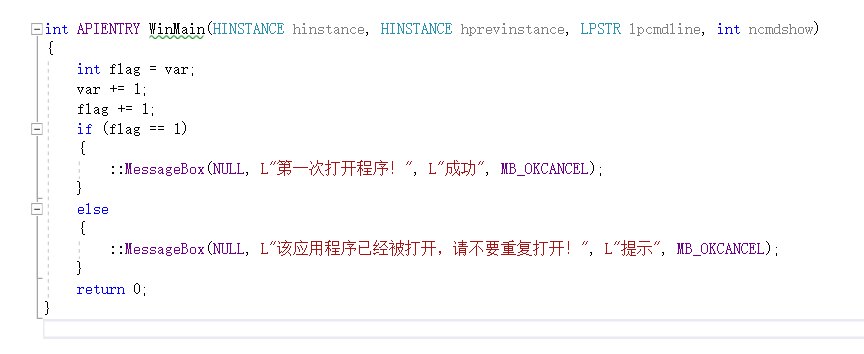 int APIENTRY WinMain(HINSTANCE hinstance, HINSTANCE hprevinstance, LPSTR lpcmdline, int ncmdshow)
{
int flag = var;
var += 1;
flag += 1;
if (flag == 1)
{
::MessageBox(NULL, L"第一次打开程序！", L"成功", MB_OKCANCEL);
}
else
{
::MessageBox(NULL, L"该应用程序已经被打开，请不要重复打开！", L"提示", MB_OKCANCEL);
}
return 0;
}